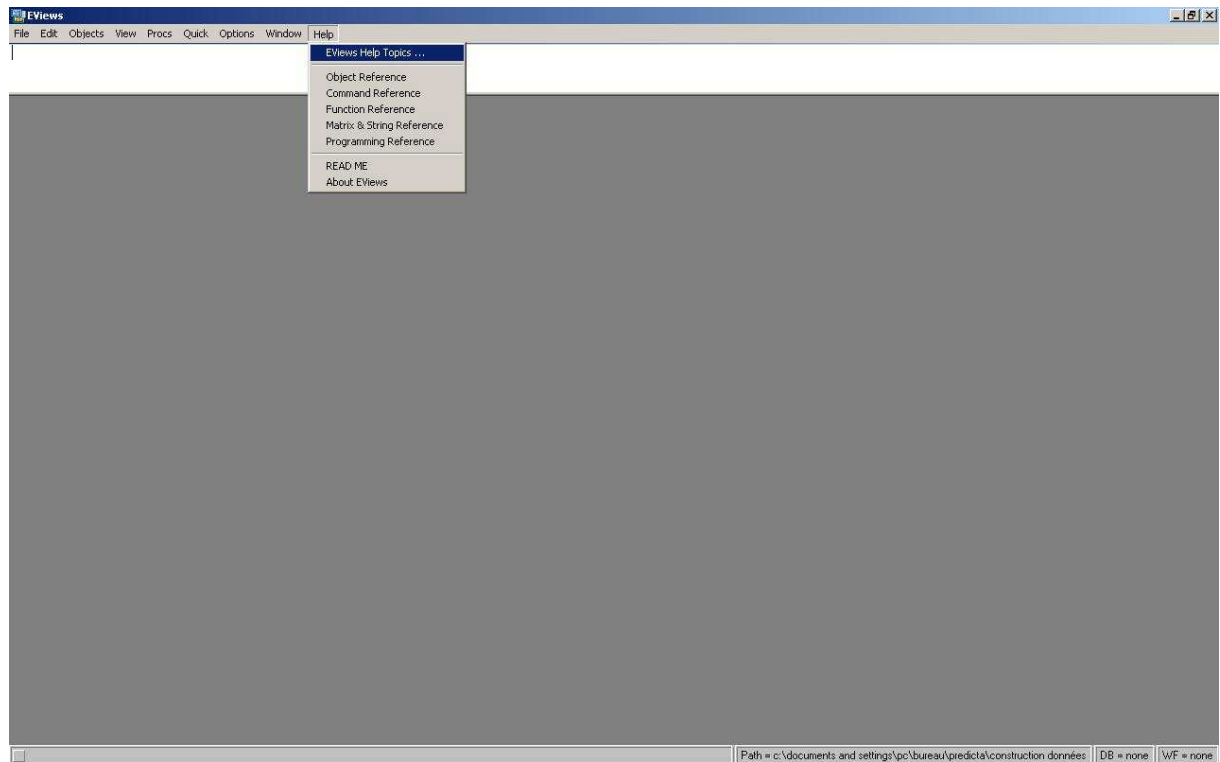 EViews
File Edit Objects View Procs Quick Options Window Help
EViews Help Topics ...
Object Reference
Command Reference
Function Reference
Matrix & String Reference
Programming Reference
READ ME
About EViews
Path = c:\documents and settings\pc\bureau\predicta\construction données DB = none WF = none